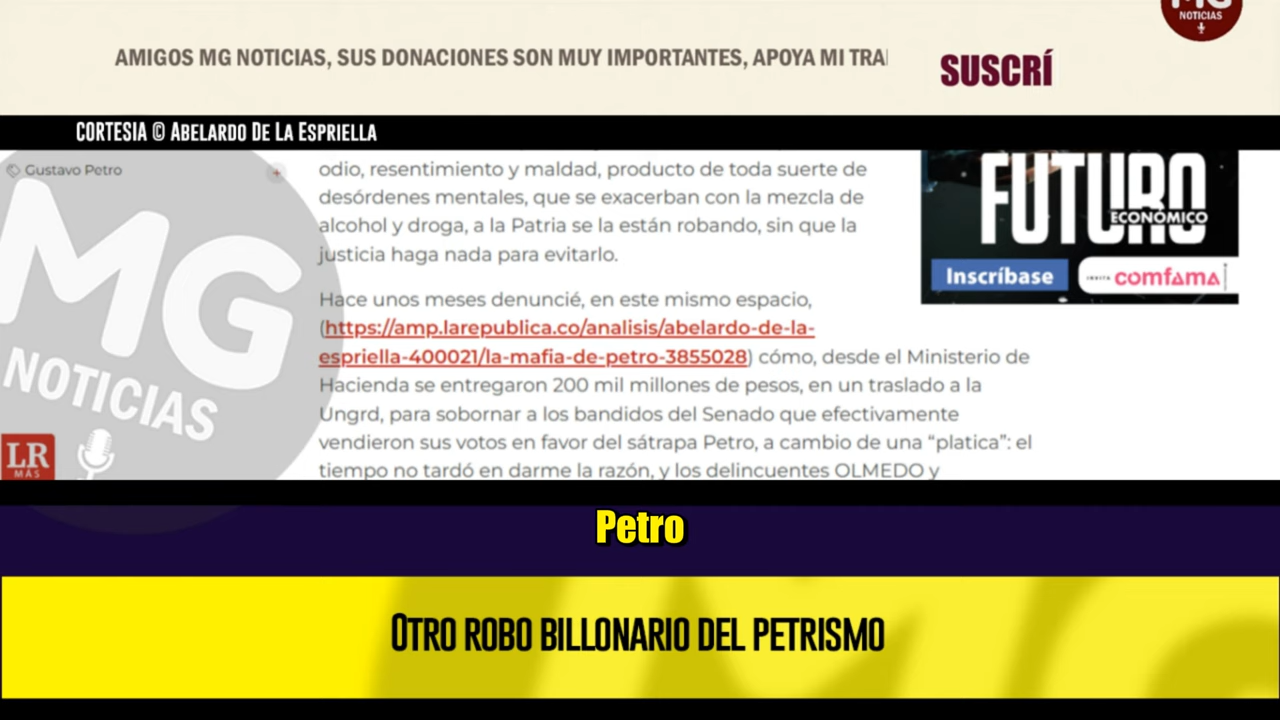 MG
NOTICIAS
AMIGOS MG NOTICIAS, SUS DONACIONES SON MUY IMPORTANTES, APOYA MI TRA
SUSCRÍ
CORTESIA © ABELARDO DE LA ESPRIELLA
Gustavo Petro
+
odio, resentimiento y maldad, producto de toda suerte de
desórdenes mentales, que se exacerban con la mezcla de
alcohol y droga, a la Patria se la están robando, sin que la
justicia haga nada para evitarlo.
Hace unos meses denuncié, en este mismo espacio,
(https://amp.larepublica.co/analisis/abelardo-de-la-
espriella-400021/la-mafia-de-petro-3855028) cómo, desde el Ministerio de
Hacienda se entregaron 200 mil millones de pesos, en un traslado a la
Ungrd, para sobornar a los bandidos del Senado que efectivamente
vendieron sus votos en favor del sátrapa Petro, a cambio de una “platica”: el
tiempo no tardó en darme la razón, y los delincuentes OLMEDO y
FUTURO
ECONÓMICO
Inscríbase
INVITA comfama
MG
NOTICIAS
LR
MÁS
Petro
OTRO ROBO BILLONARIO DEL PETRISMO